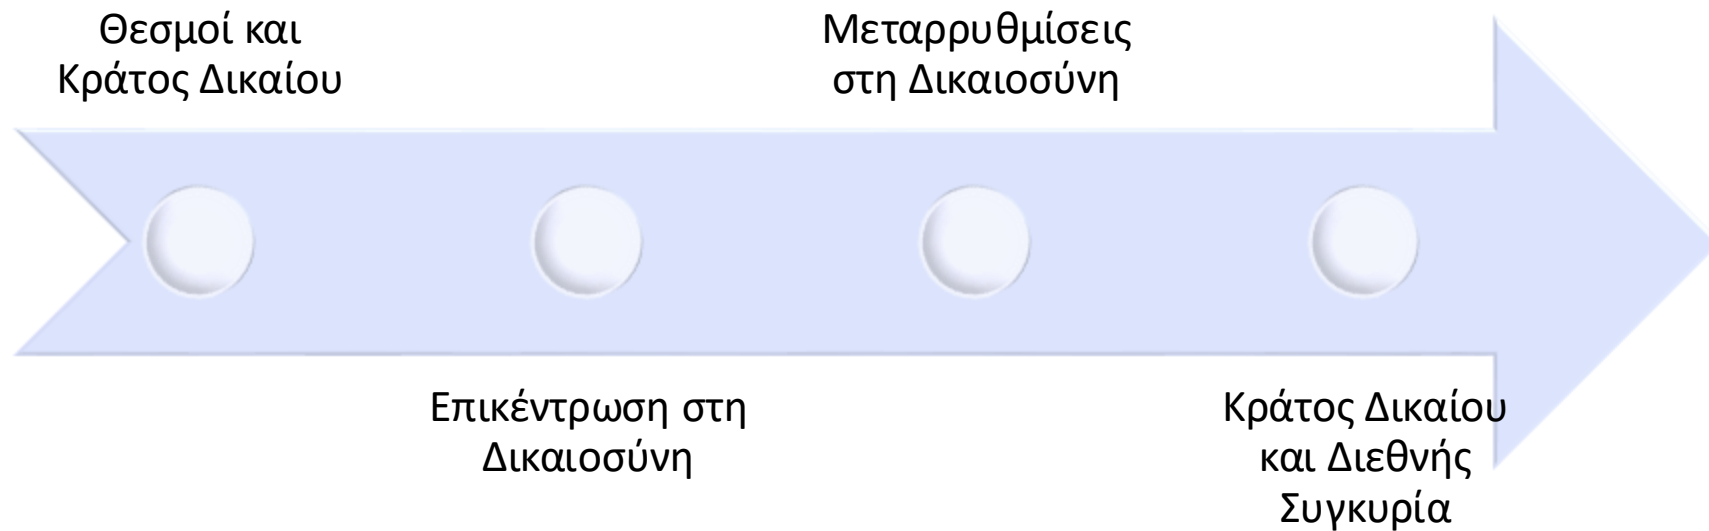 Θεσμοί και
Κράτος Δικαίου
Επικέντρωση στη
Δικαιοσύνη
Μεταρρυθμίσεις
στη Δικαιοσύνη
Κράτος Δικαίου
και Διεθνής
Συγκυρία